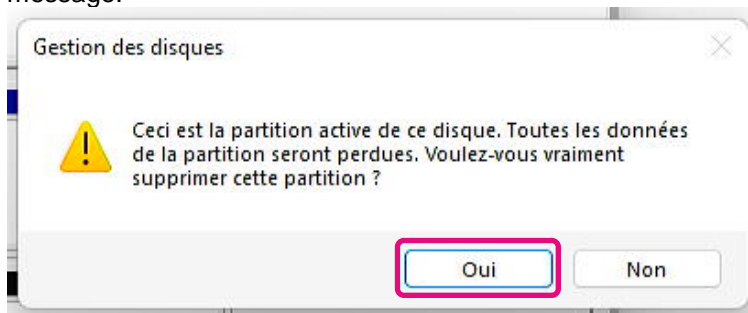 message.
Gestion des disques
Ceci est la partition active de ce disque. Toutes les données
de la partition seront perdues. Voulez-vous vraiment
supprimer cette partition ?
Oui Non